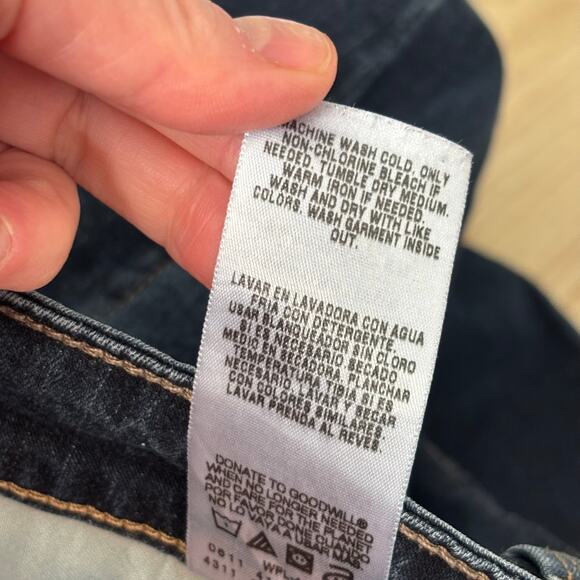 MACHINE WASH COLD. ONLY
NON-CHLORINE BLEACH IF
NEEDED. TUMBLE DRY MEDIUM.
WARM IRON IF NEEDED.
WASH AND DRY WITH LIKE
COLORS. WASH GARMENT INSIDE
OUT.
LAVAR EN LAVADORA CON AGUA
FRIA CON DETERGENTE.
USAR BLANQUEADOR SIN CLORO
SI ES NECESARIO. SECADO
MEDIO EN SECADORA. PLANCHAR
TEMPERATURA TIBIA SI ES
NECESARIO. LAVAR Y SECAR
CON COLORES SIMILARES.
LAVAR PRENDA AL REVES.
DONATE TO GOODWILL®
WHEN NO LONGER NEEDED
AND CARE FOR THE PLANET
POR FAVOR DONE CUANDO
NO LO VAYA A USAR MAS
0611
4311